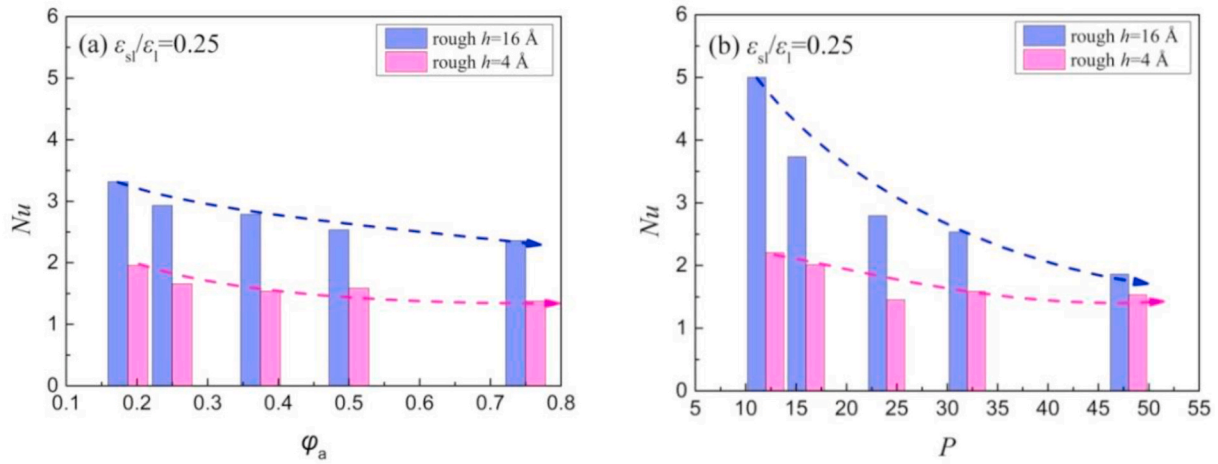 (a) εsl/εl=0.25
rough h=16 Å
rough h=4 Å
Nu
6
5
4
3
2
1
0
0.1 0.2 0.3 0.4 0.5 0.6 0.7 0.8
φa
(b) εsl/εl=0.25
rough h=16 Å
rough h=4 Å
Nu
6
5
4
3
2
1
0
5 10 15 20 25 30 35 40 45 50 55
P